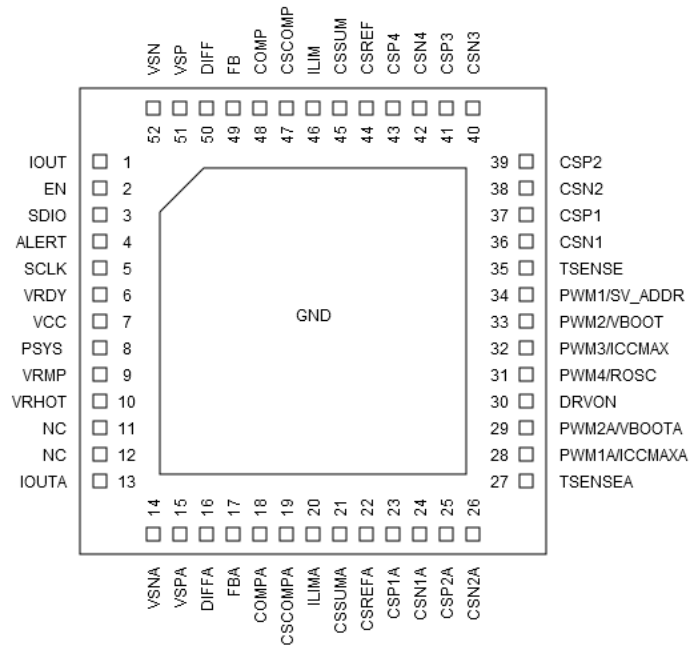 VSN VSP DIFF FB COMP CSCOMP ILIM CSSUM CSREF CSP4 CSN4 CSP3 CSN3
52 51 50 49 48 47 46 45 44 43 42 41 40
IOUT 1
EN 2
SDIO 3
ALERT 4
SCLK 5
VRDY 6
VCC 7
PSYS 8
VRMP 9
VRHOT 10
NC 11
NC 12
IOUTA 13
GND
39 CSP2
38 CSN2
37 CSP1
36 CSN1
35 TSENSE
34 PWM1/SV_ADDR
33 PWM2/VBOOT
32 PWM3/ICCMAX
31 PWM4/ROSC
30 DRVON
29 PWM2A/VBOOTA
28 PWM1A/ICCMAXA
27 TSENSEA
14 15 16 17 18 19 20 21 22 23 24 25 26
VSNA VSPA DIFFA FBA COMPA CSCOMPA ILIMA CSSUMA CSREFA CSP1A CSN1A CSP2A CSN2A